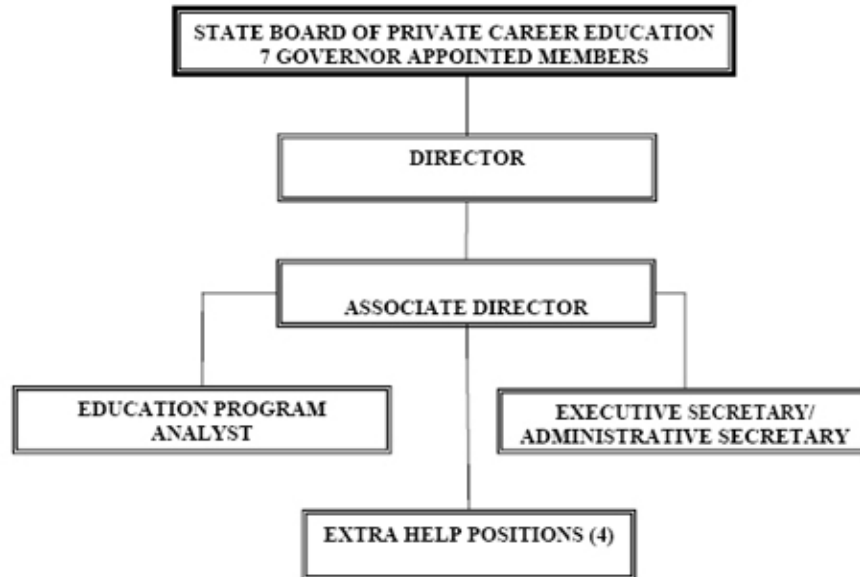 STATE BOARD OF PRIVATE CAREER EDUCATION
7 GOVERNOR APPOINTED MEMBERS
DIRECTOR
ASSOCIATE DIRECTOR
EDUCATION PROGRAM
ANALYST
EXECUTIVE SECRETARY/
ADMINISTRATIVE SECRETARY
EXTRA HELP POSITIONS (4)